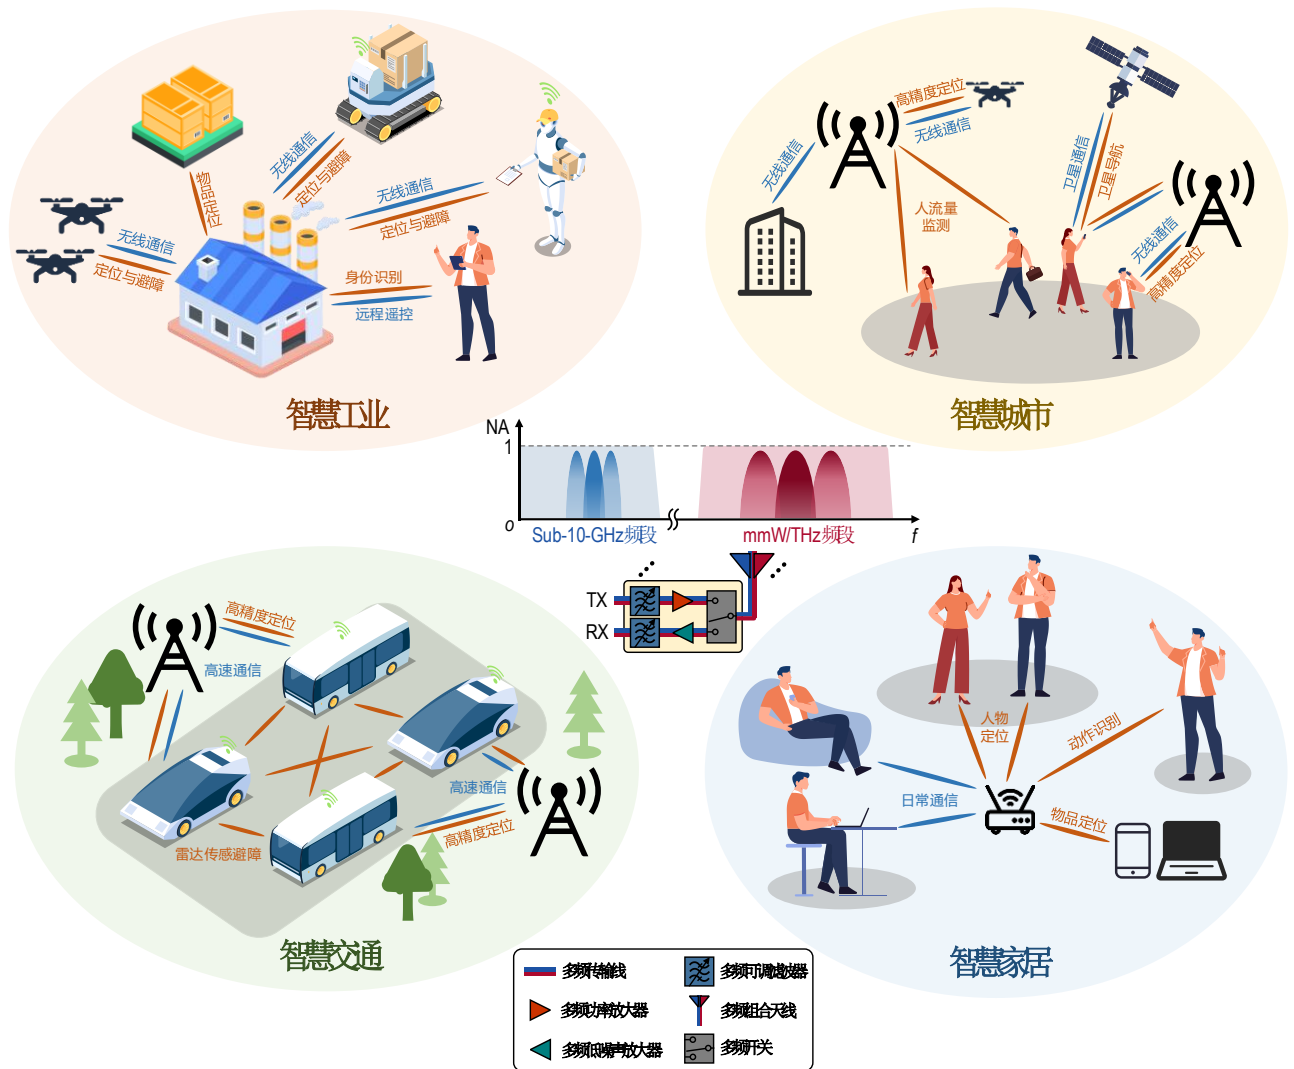 物品定位
无线通信
定位与避障
无线通信
定位与避障
无线通信
定位与避障
身份识别
远程遥控
智慧工业
无线通信
高精度定位
无线通信
人流量
监测
卫星通信
卫星导航
无线通信
高精度定位
智慧城市
NA
1
o
Sub-10-GHz频段
mmW/THz频段
f
TX
RX
高精度定位
高速通信
高速通信
高精度定位
雷达传感避障
智慧交通
人物
定位
动作识别
日常通信
物品定位
智慧家居
多频传输线
多频可调滤波器
多频功率放大器
多频组合天线
多频低噪声放大器
多频开关